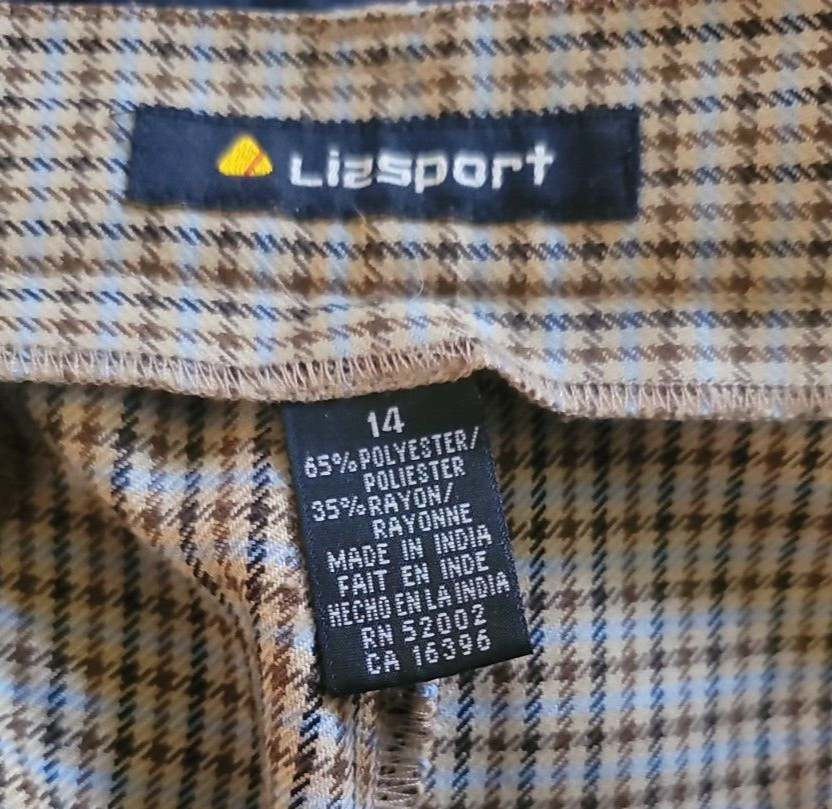 Lizsport
14
65% POLYESTER/
POLIESTER
35% RAYON/
RAYONNE
MADE IN INDIA
FAIT EN INDE
HECHO EN LA INDIA
RN 52002
CA 16396